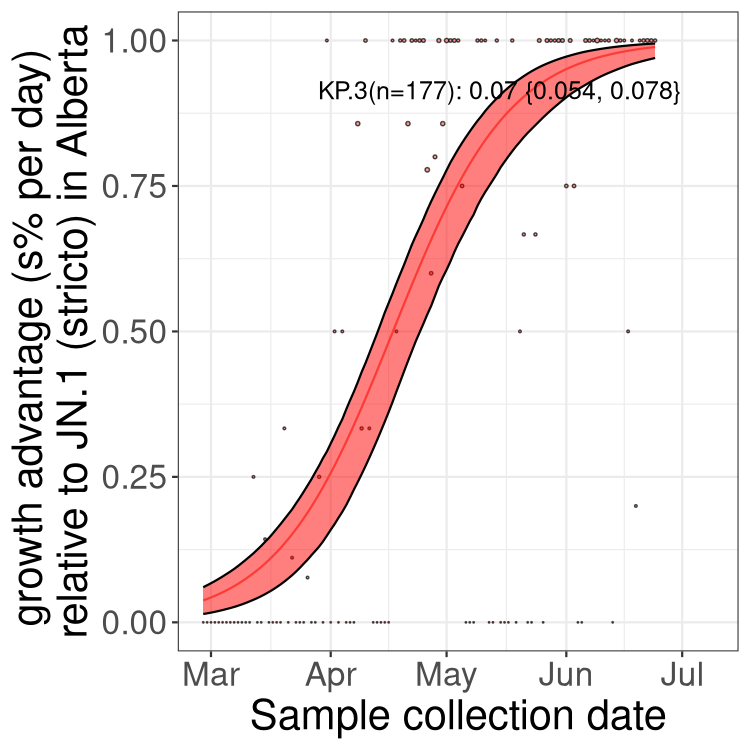 growth advantage (s% per day)
relative to JN.1 (stricto) in Alberta
1.00
KP.3(n=177): 0.07 {0.054, 0.078}
0.75
0.50
0.25
0.00
Mar Apr May Jun Jul
Sample collection date